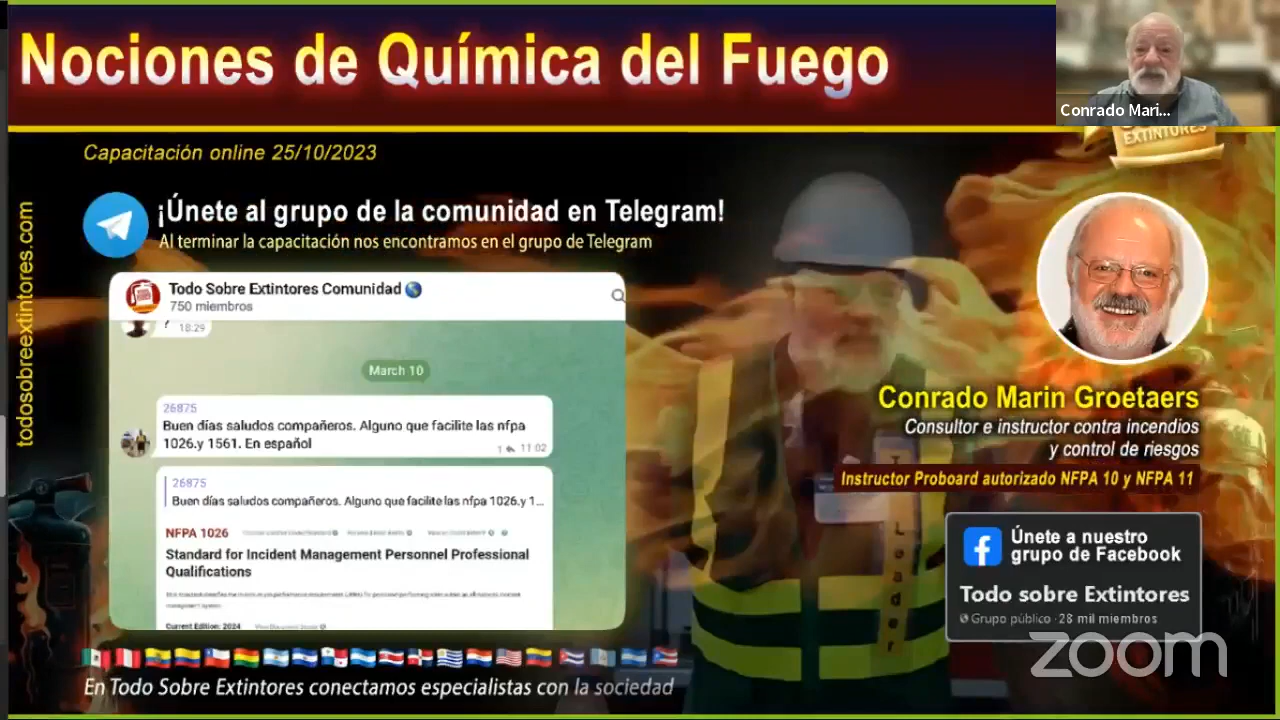 Nociones de Química del Fuego
Conrado Mari...
EXTINTORES
Capacitación online 25/10/2023
todosobreextintores.com
¡Únete al grupo de la comunidad en Telegram!
Al terminar la capacitación nos encontramos en el grupo de Telegram
Todo Sobre Extintores Comunidad
750 miembros
18:29
March 10
26875
Buen días saludos compañeros. Alguno que facilite las nfpa
1026.y 1561. En español
1 11:02
26875
Buen días saludos compañeros. Alguno que facilite las nfpa 1026.y 1...
NFPA 1026
Standard for Incident Management Personnel Professional
Qualifications
Current Edition: 2024
Leader
Conrado Marin Groetaers
Consultor e instructor contra incendios
y control de riesgos
Instructor Proboard autorizado NFPA 10 y NFPA 11
Únete a nuestro
grupo de Facebook
Todo sobre Extintores
Grupo público · 28 mil miembros
zoom
En Todo Sobre Extintores conectamos especialistas con la sociedad